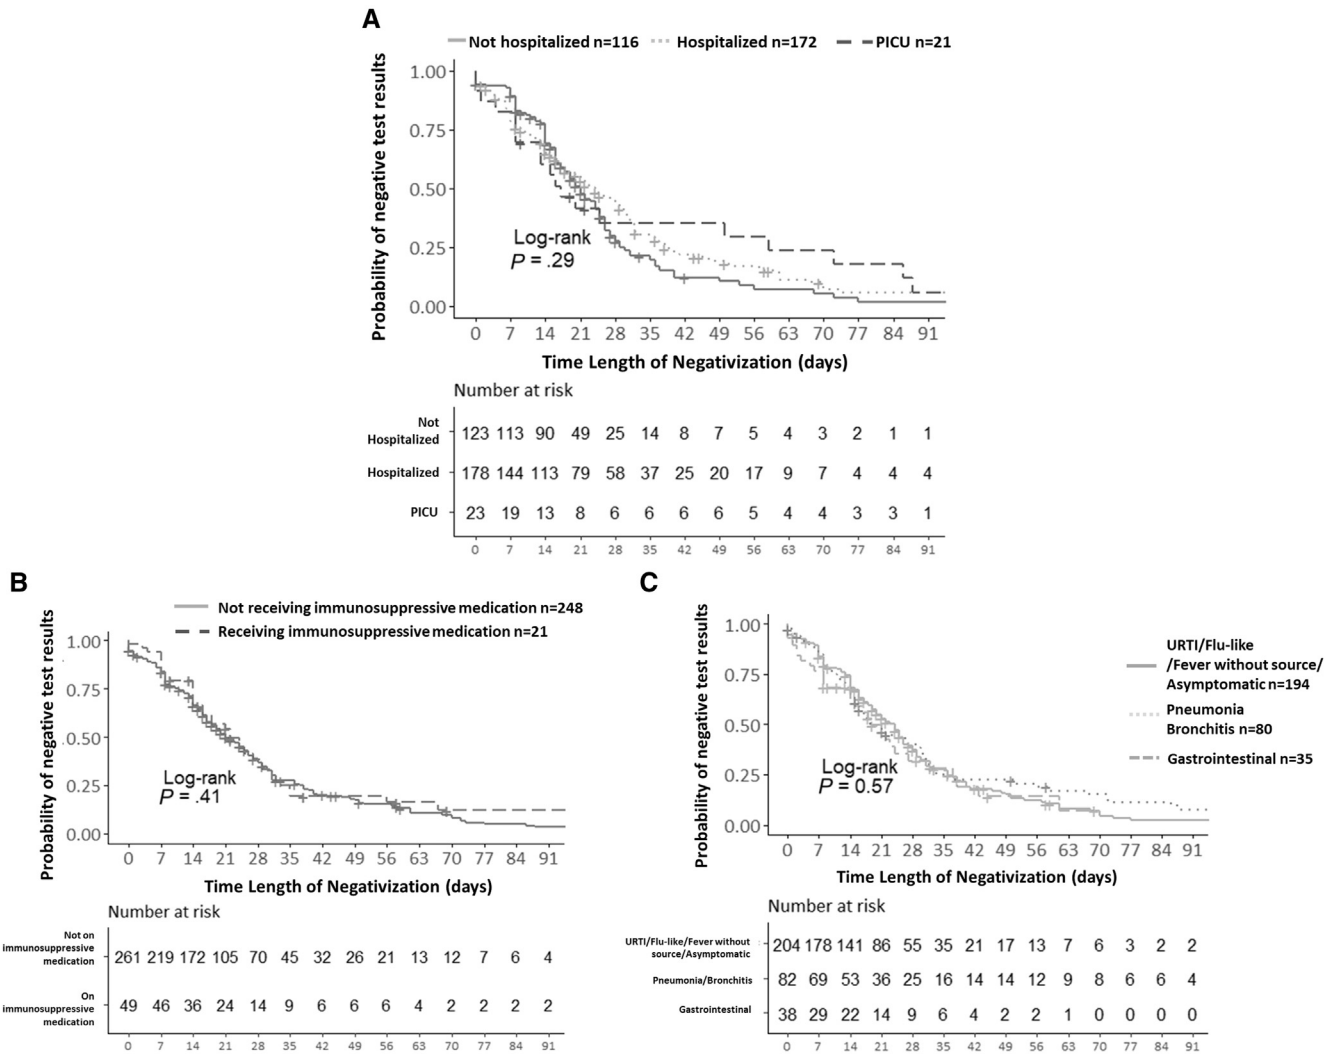 A
Not hospitalized n=116 Hospitalized n=172 PICU n=21
Probability of negative test results
1.00
0.75
0.50
0.25
0.00
Log-rank
P = .29
0 7 14 21 28 35 42 49 56 63 70 77 84 91
Time Length of Negativization (days)
Number at risk
Not
Hospitalized
123 113 90 49 25 14 8 7 5 4 3 2 1 1
Hospitalized 178 144 113 79 58 37 25 20 17 9 7 4 4 4
PICU 23 19 13 8 6 6 6 6 5 4 4 3 3 1
0 7 14 21 28 35 42 49 56 63 70 77 84 91
B
Not receiving immunosuppressive medication n=248
Receiving immunosuppressive medication n=21
Probability of negative test results
1.00
0.75
0.50
0.25
0.00
Log-rank
P = .41
0 7 14 21 28 35 42 49 56 63 70 77 84 91
Time Length of Negativization (days)
Number at risk
Not on
immunosuppressive
medication
261 219 172 105 70 45 32 26 21 13 12 7 6 4
On
immunosuppressive
medication
49 46 36 24 14 9 6 6 6 4 2 2 2 2
0 7 14 21 28 35 42 49 56 63 70 77 84 91
C
URTI/Flu-like
/Fever without source/
Asymptomatic n=194
Pneumonia
Bronchitis n=80
Gastrointestinal n=35
Probability of negative test results
1.00
0.75
0.50
0.25
0.00
Log-rank
P = 0.57
0 7 14 21 28 35 42 49 56 63 70 77 84 91
Time Length of Negativization (days)
Number at risk
URTI/Flu-like/Fever without
source/Asymptomatic
204 178 141 86 55 35 21 17 13 7 6 3 2 2
Pneumonia/Bronchitis 82 69 53 36 25 16 14 14 12 9 8 6 6 4
Gastrointestinal 38 29 22 14 9 6 4 2 2 1 0 0 0 0
0 7 14 21 28 35 42 49 56 63 70 77 84 91